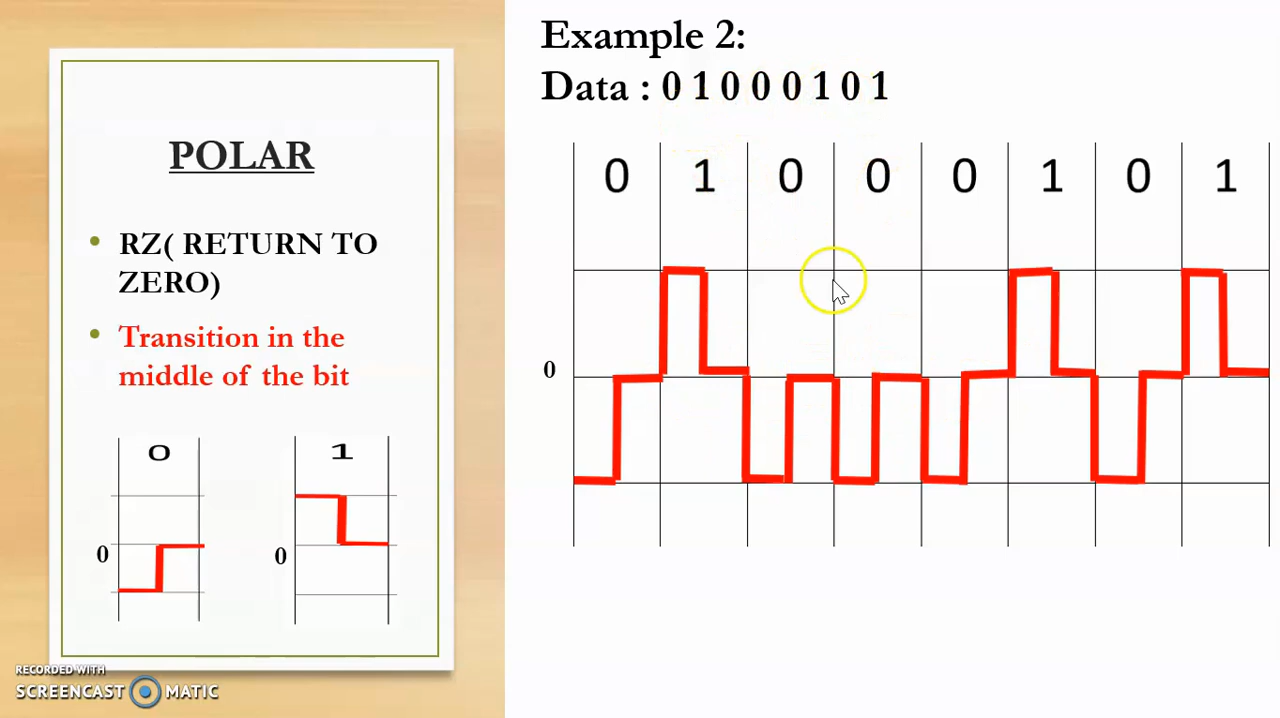 POLAR
• RZ( RETURN TO
ZERO)
• Transition in the
middle of the bit
0 1
0 0
RECORDED WITH
SCREENCAST MATIC
Example 2:
Data : 0 1 0 0 0 1 0 1
0 1 0 0 0 1 0 1
0